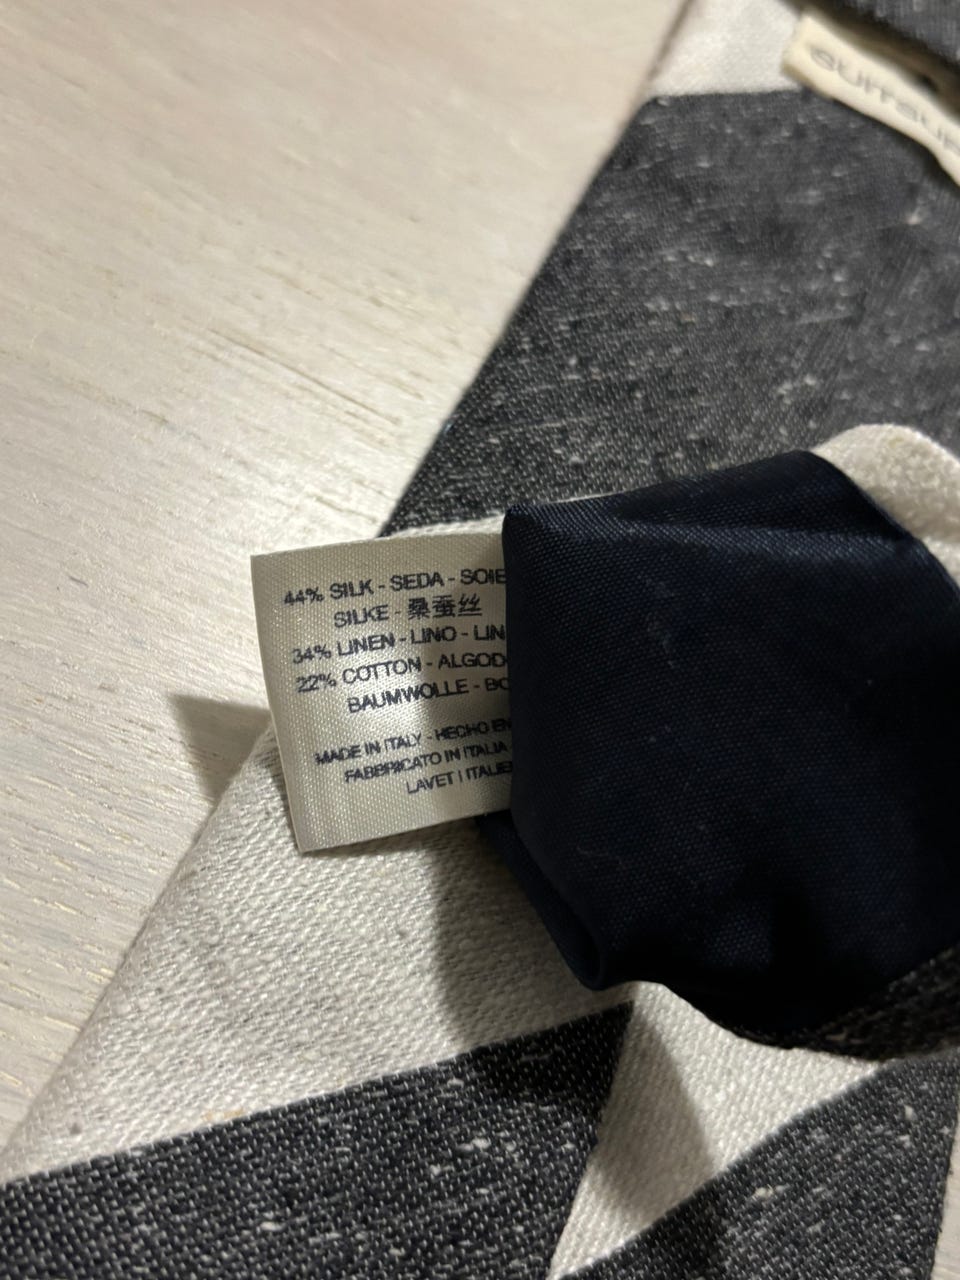 44% SILK - SEDA - SOIE
SILKE - 桑蚕丝
34% LINEN - LINO - LIN
22% COTTON - ALGOD
BAUMWOLLE - BO
MADE IN ITALY - HECHO EN
FABBRICATO IN ITALIA -
LAVET I ITALIEN